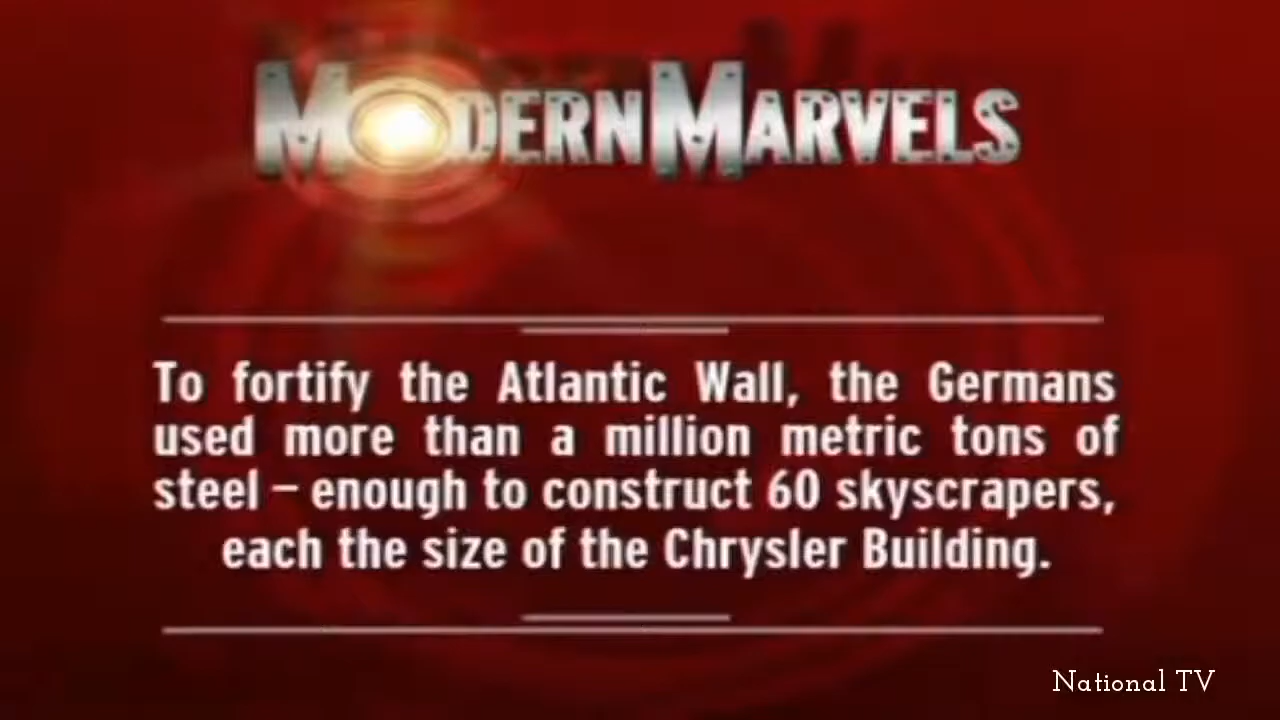 MODERN MARVELS
To fortify the Atlantic Wall, the Germans
used more than a million metric tons of
steel – enough to construct 60 skyscrapers,
each the size of the Chrysler Building.
National TV